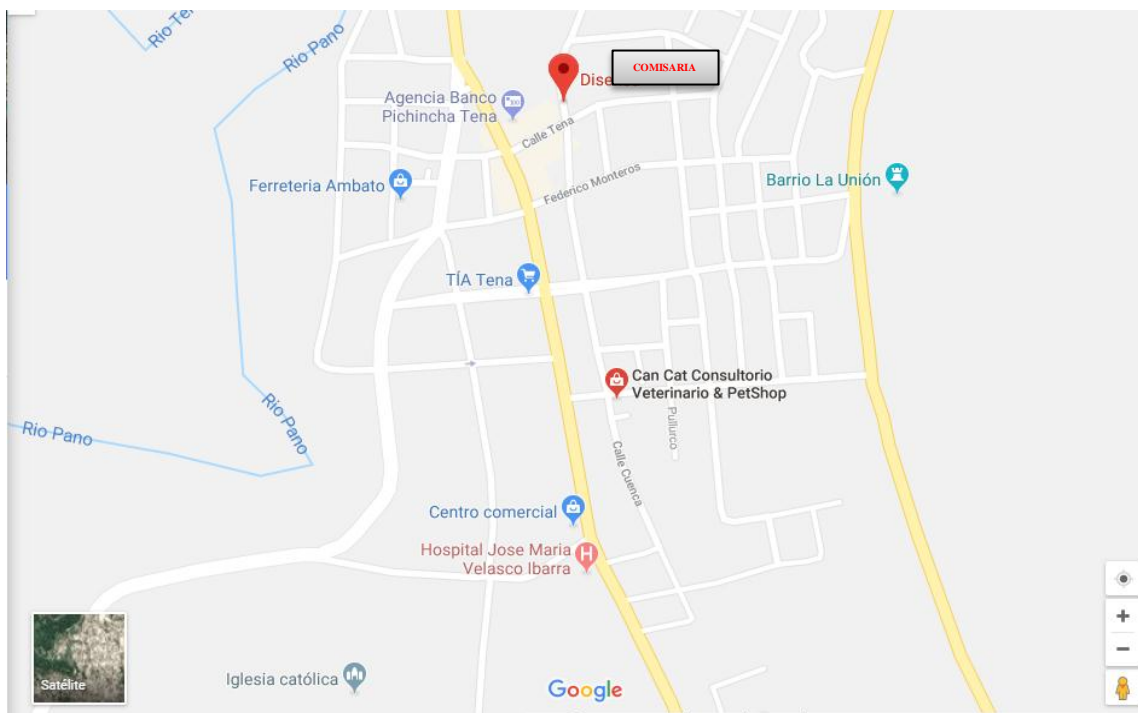 Rio Te
Rio Pano
COMISARIA
Dise
Agencia Banco
Pichincha Tena
Calle Tena
Federico Monteros
Ferreteria Ambato
Barrio La Unión
TÍA Tena
Can Cat Consultorio
Veterinario & PetShop
Rio Pano
Rio Pano
Pullurco
Calle Cuenca
Centro comercial
Hospital Jose Maria
Velasco Ibarra
Iglesia católica
Satélite
Google